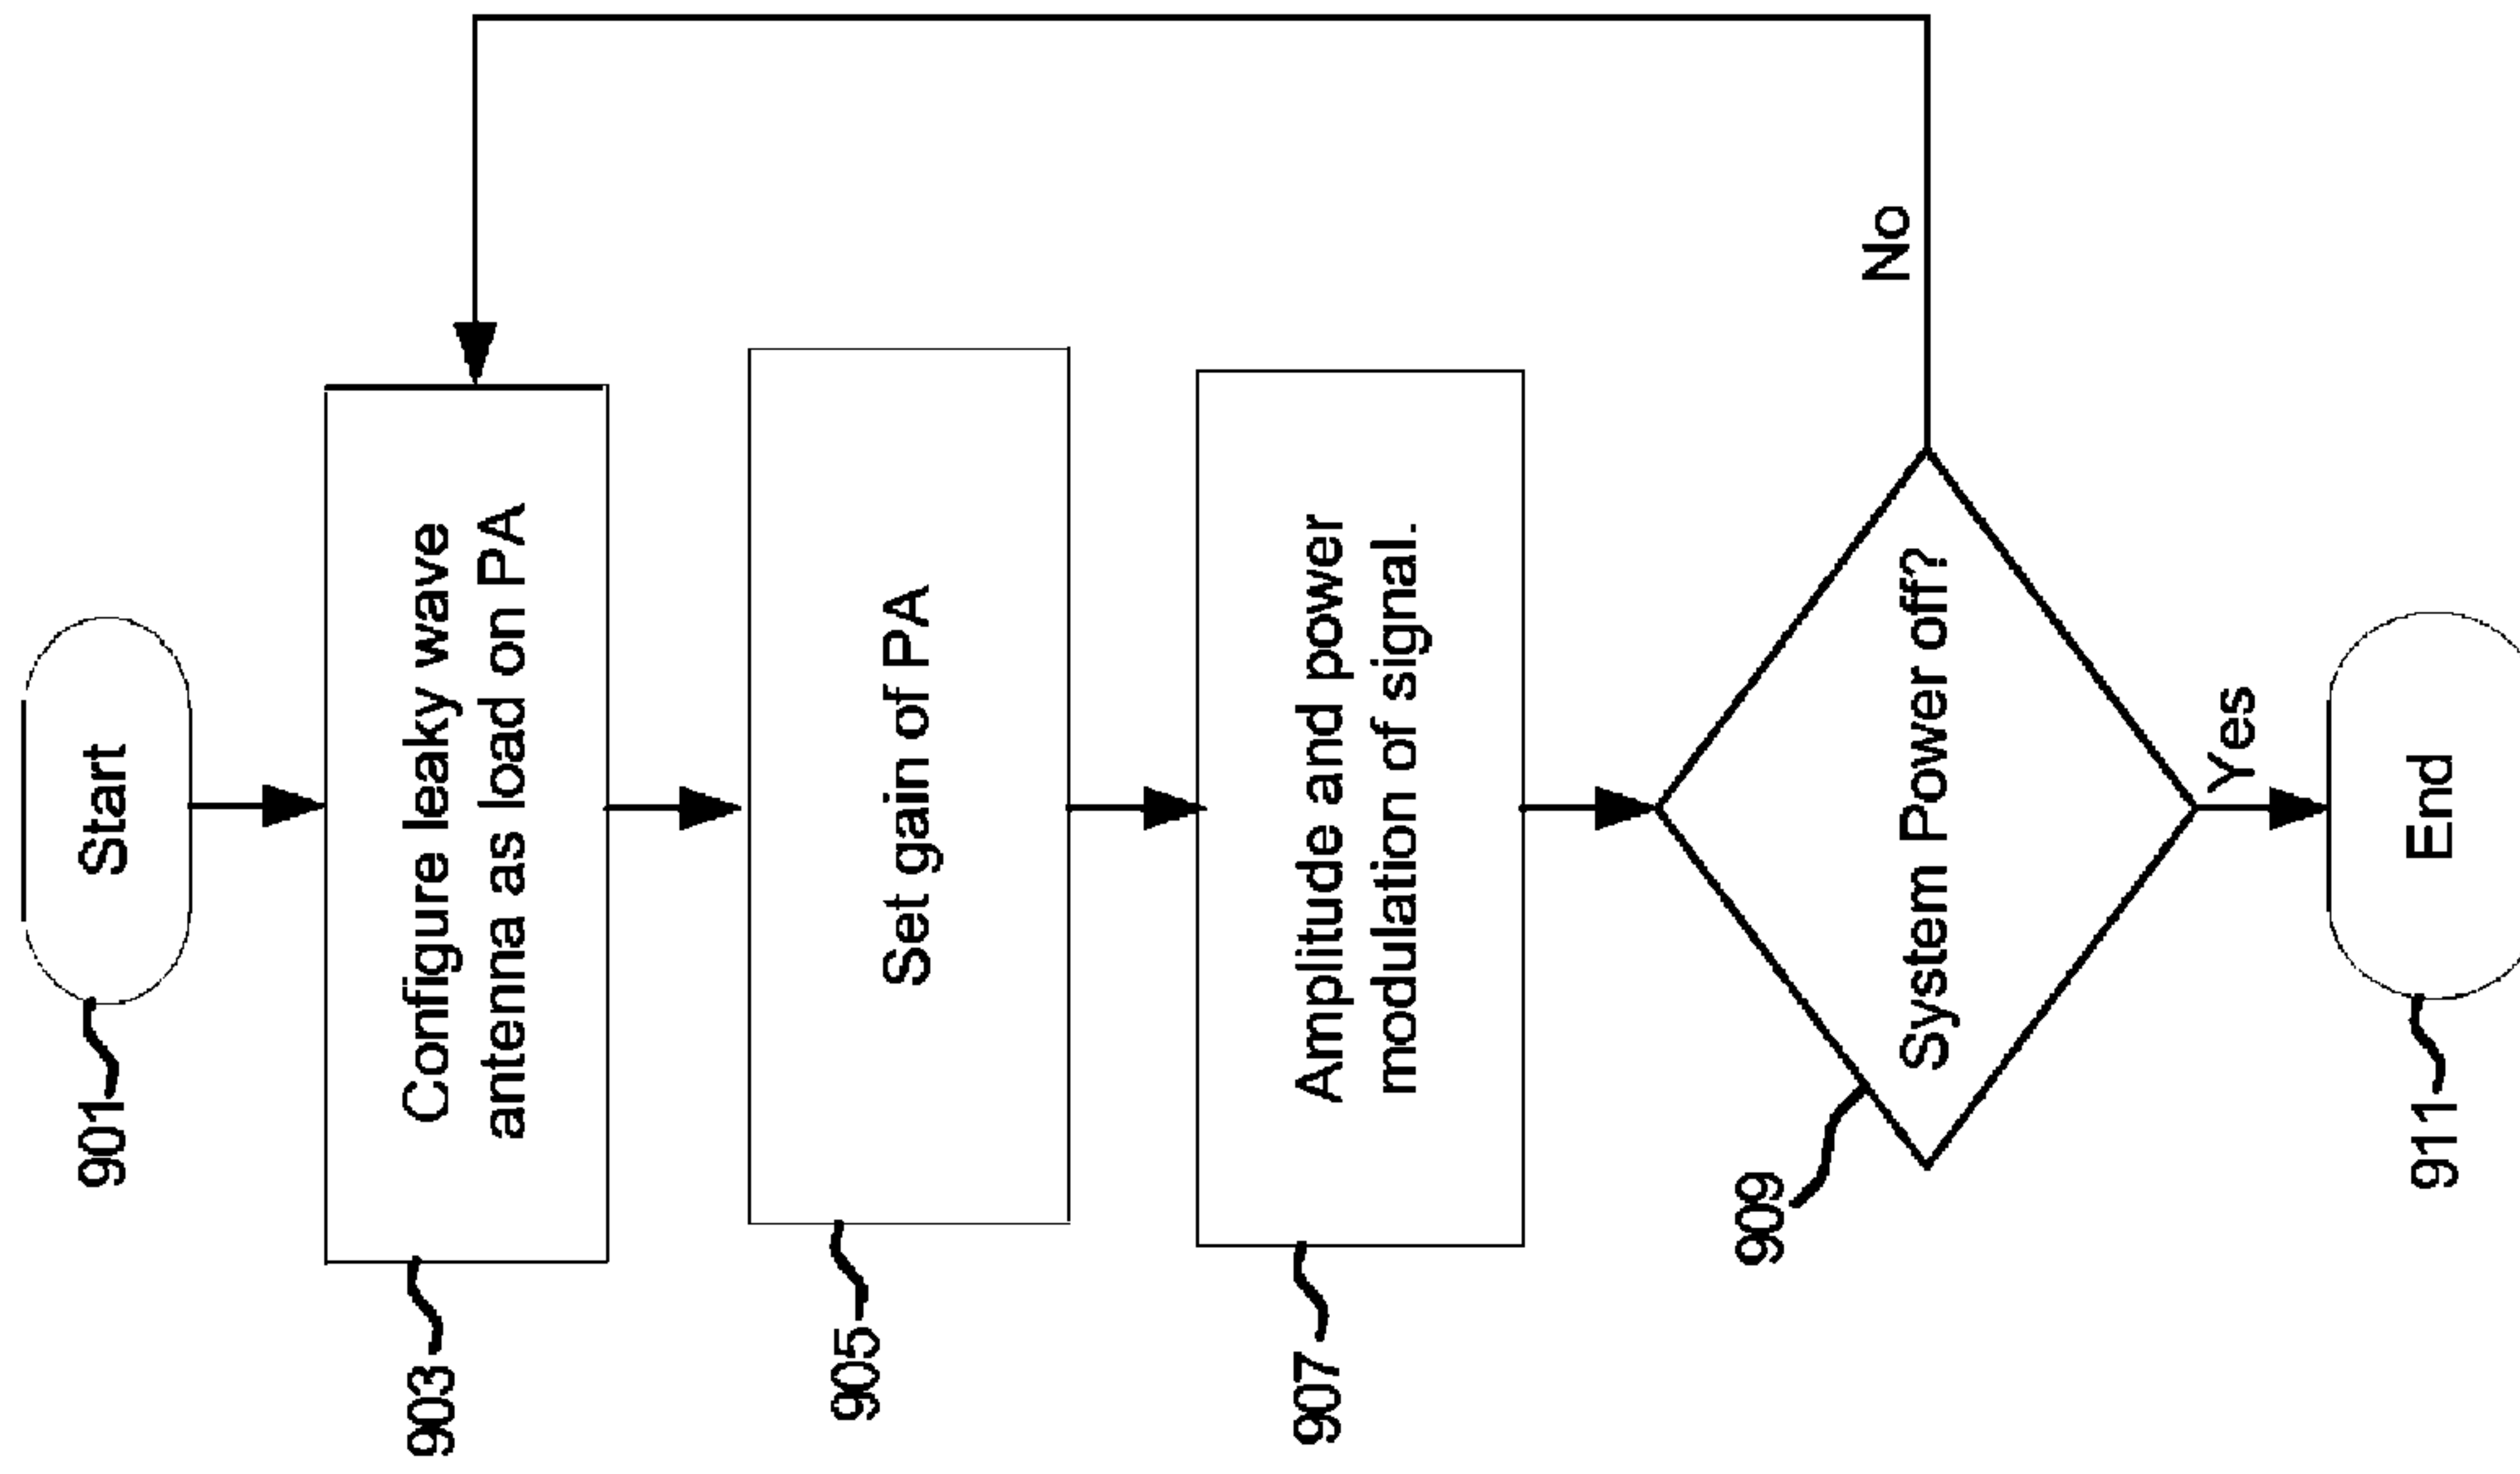 901
Start
903
Configure leaky wave
antenna as load on PA
905
Set gain of PA
907
Amplitude and power
modulation of signal.
909
System Power off?
No
Yes
911
End